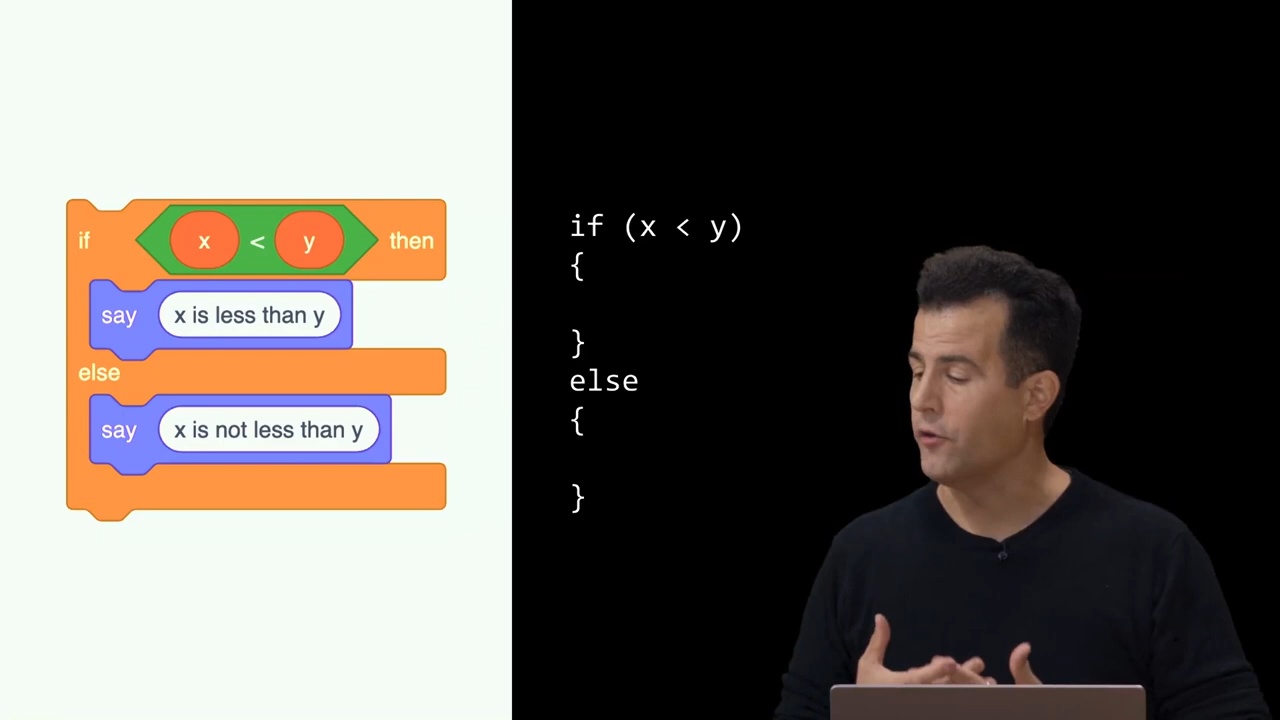 if x < y then
say x is less than y
else
say x is not less than y
if (x < y)
{
}
else
{
}